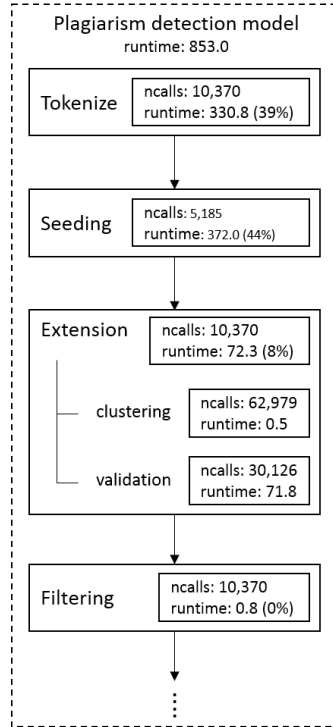 Plagiarism detection model
runtime: 853.0
Tokenize
ncalls: 10,370
runtime: 330.8 (39%)
Seeding
ncalls: 5,185
runtime: 372.0 (44%)
Extension
ncalls: 10,370
runtime: 72.3 (8%)
clustering
ncalls: 62,979
runtime: 0.5
validation
ncalls: 30,126
runtime: 71.8
Filtering
ncalls: 10,370
runtime: 0.8 (0%)